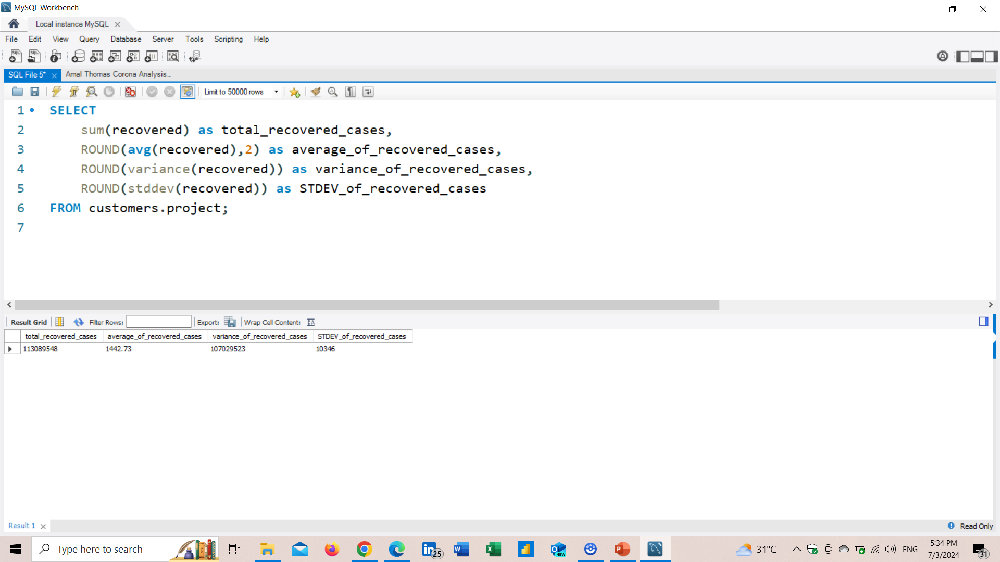 MySQL Workbench
Local instance MySQL
File Edit View Query Database Server Tools Scripting Help
SQL File 5* Amal Thomas Corona Analysis...
Limit to 50000 rows
1 SELECT
2 sum(recovered) as total_recovered_cases,
3 ROUND(avg(recovered),2) as average_of_recovered_cases,
4 ROUND(variance(recovered)) as variance_of_recovered_cases,
5 ROUND(stddev(recovered)) as STDEV_of_recovered_cases
6 FROM customers.project;
7
Result Grid Filter Rows: Export: Wrap Cell Content: IA
total_recovered_cases average_of_recovered_cases variance_of_recovered_cases STDEV_of_recovered_cases
113089548 1442.73 107029523 10346
Result 1 Read Only
Type here to search 25 NEW 31°C ENG 5:34 PM
7/3/2024 31